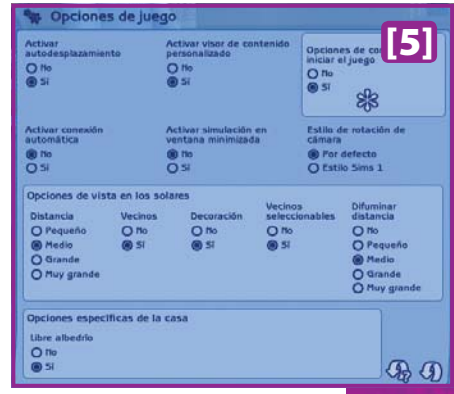 Opciones de juego
[5]
Activar autodesplazamiento
No
Sí
Activar visor de contenido personalizado
No
Sí
Opciones de
iniciar el juego
No
Sí
Activar conexión automática
No
Sí
Activar simulación en ventana minimizada
No
Sí
Estilo de rotación de cámara
Por defecto
Estilo Sims 1
Opciones de vista en los solares
Distancia
Pequeño
Medio
Grande
Muy grande
Vecinos
No
Sí
Decoración
No
Sí
Vecinos seleccionables
No
Sí
Difuminar distancia
No
Pequeño
Medio
Grande
Muy grande
Opciones específicas de la casa
Libre albedrío
No
Sí